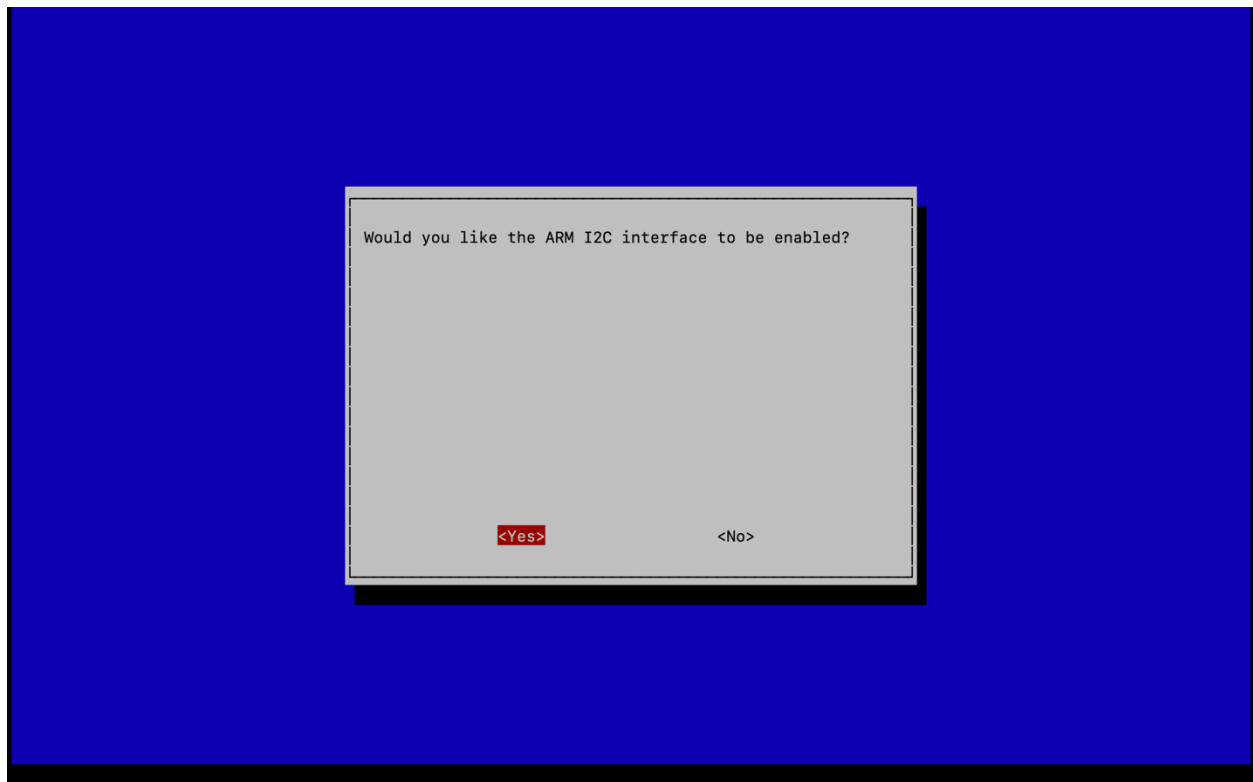 Would you like the ARM I2C interface to be enabled?
<Yes> <No>